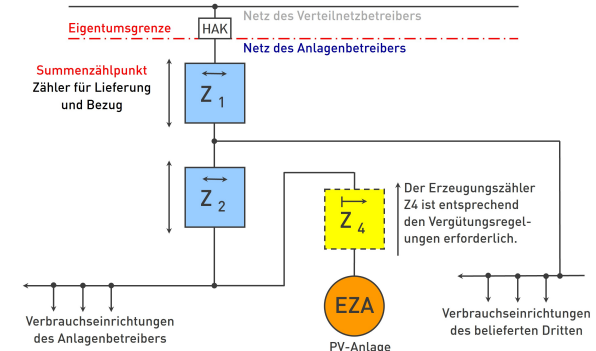 Netz des Verteilnetzbetreibers
Eigentumsgrenze
HAK
Netz des Anlagenbetreibers
Summenzählpunkt
Zähler für Lieferung
und Bezug
Z 1
Z 2
Z 4
Der Erzeugungszähler
Z4 ist entsprechend
den Vergütungsregel-
ungen erforderlich.
EZA
PV-Anlage
Verbrauchseinrichtungen
des Anlagenbetreibers
Verbrauchseinrichtungen
des belieferten Dritten